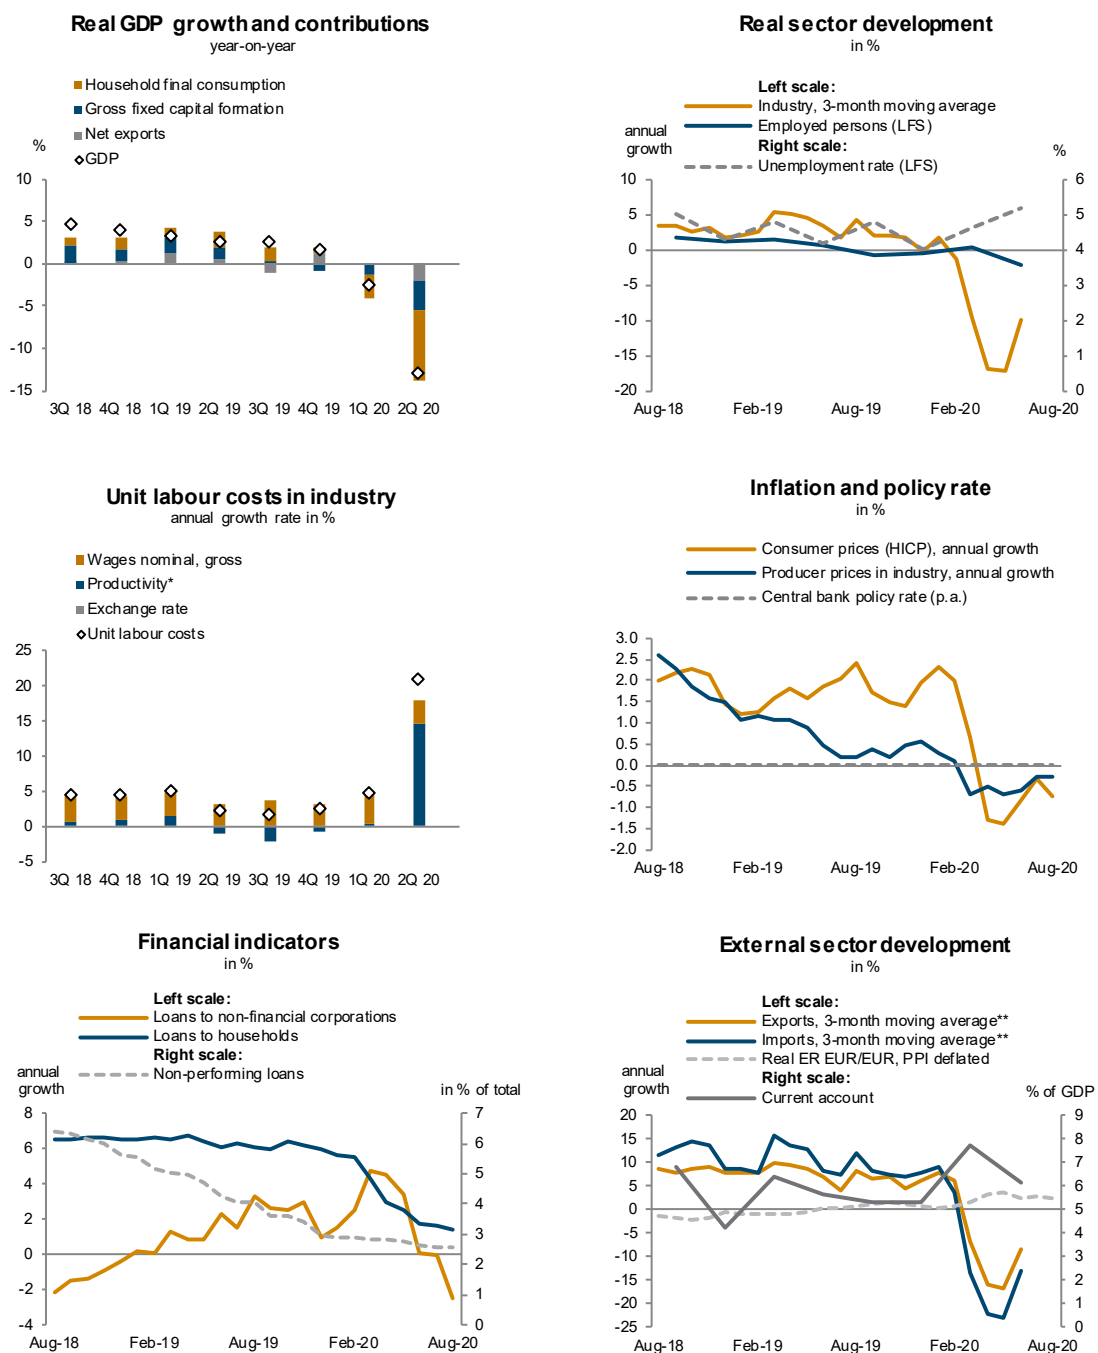 Real GDP growth and contributions
year-on-year
Household final consumption
Gross fixed capital formation
Net exports
GDP
%
10
5
0
-5
-10
-15
3Q 18 4Q 18 1Q 19 2Q 19 3Q 19 4Q 19 1Q 20 2Q 20
Real sector development
in %
Left scale:
Industry, 3-month moving average
Employed persons (LFS)
Right scale:
Unemployment rate (LFS)
annual
growth
%
10
5
0
-5
-10
-15
-20
6
5
4
3
2
1
0
Aug-18 Feb-19 Aug-19 Feb-20 Aug-20
Unit labour costs in industry
annual growth rate in %
Wages nominal, gross
Productivity*
Exchange rate
Unit labour costs
25
20
15
10
5
0
-5
3Q 18 4Q 18 1Q 19 2Q 19 3Q 19 4Q 19 1Q 20 2Q 20
Inflation and policy rate
in %
Consumer prices (HICP), annual growth
Producer prices in industry, annual growth
Central bank policy rate (p.a.)
3.0
2.5
2.0
1.5
1.0
0.5
0.0
-0.5
-1.0
-1.5
-2.0
Aug-18 Feb-19 Aug-19 Feb-20 Aug-20
Financial indicators
in %
Left scale:
Loans to non-financial corporations
Loans to households
Right scale:
Non-performing loans
annual
growth
in % of total
8
6
4
2
0
-2
-4
7
6
5
4
3
2
1
0
Aug-18 Feb-19 Aug-19 Feb-20 Aug-20
External sector development
in %
Left scale:
Exports, 3-month moving average**
Imports, 3-month moving average**
Real ER EUR/EUR, PPI deflated
Right scale:
Current account
annual
growth
% of GDP
20
15
10
5
0
-5
-10
-15
-20
-25
9
8
7
6
5
4
3
2
1
0
Aug-18 Feb-19 Aug-19 Feb-20 Aug-20